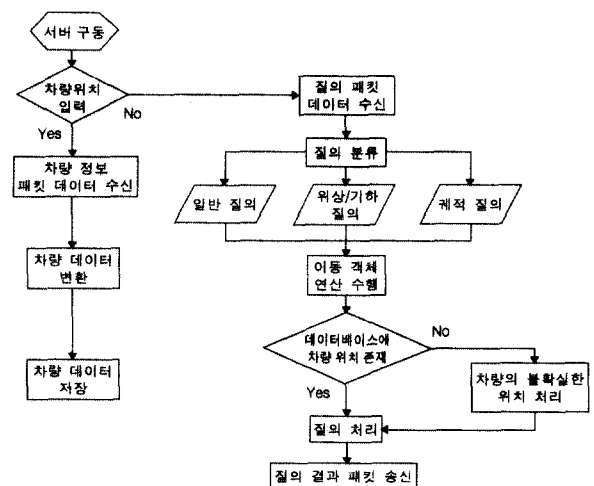 서버 구동
차량위치
입력
No
Yes
차량 정보
패킷 데이터 수신
차량 데이터
변환
차량 데이터
저장
질의 패킷
데이터 수신
질의 분류
일반 질의
위상/기하
질의
궤적 질의
이동 객체
연산 수행
데이터베이스에
차량 위치 존재
No
Yes
차량의 불확실한
위치 처리
질의 처리
질의 결과 패킷 송신